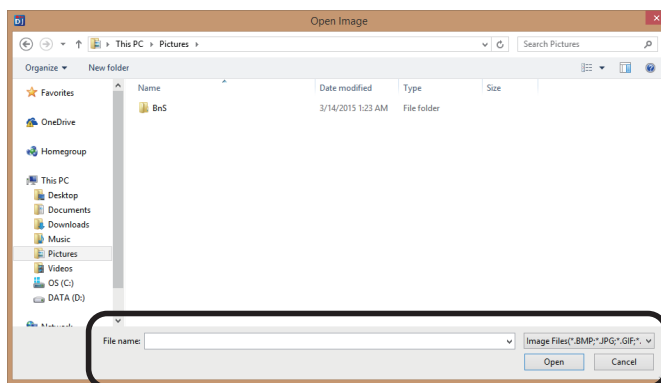 DJ Open Image x
This PC Pictures Search Pictures
Organize New folder
Name Date modified Type Size
Favorites
BnS 3/14/2015 1:23 AM File folder
OneDrive
Homegroup
This PC
Desktop
Documents
Downloads
Music
Pictures
Videos
OS (C:)
DATA (D:)
File name: Image Files(*.BMP;*.JPG;*.GIF;*.
Open Cancel